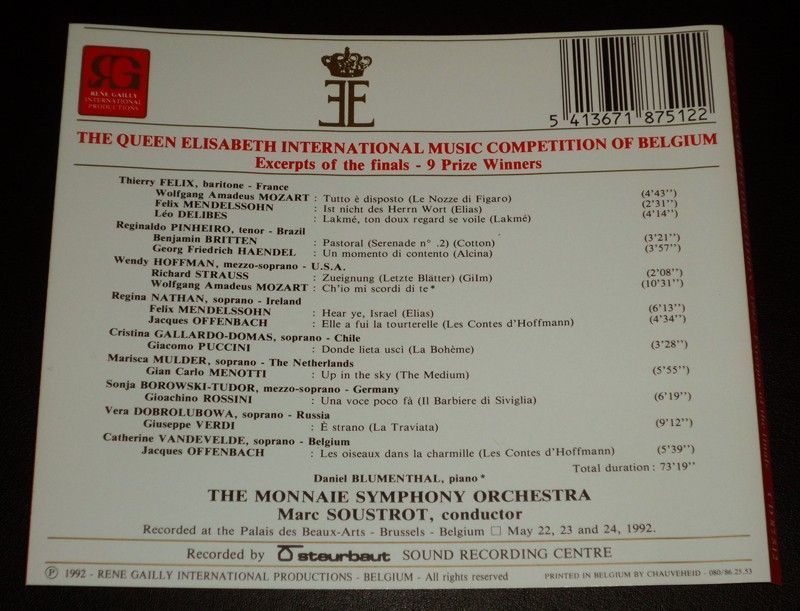 RG
RENÉ GAILLY
INTERNATIONAL
PRODUCTIONS
E E
5 413671 875122
THE QUEEN ELISABETH INTERNATIONAL MUSIC COMPETITION OF BELGIUM
Excerpts of the finals - 9 Prize Winners
Thierry FELIX, baritone - France
Wolfgang Amadeus MOZART : Tutto è disposto (Le Nozze di Figaro) (4'43'')
Felix MENDELSSOHN : Ist nicht des Herrn Wort (Elias) (2'31'')
Léo DELIBES : Lakmé, ton doux regard se voile (Lakmé) (4'14'')
Reginaldo PINHEIRO, tenor - Brazil
Benjamin BRITTEN : Pastoral (Serenade n° .2) (Cotton) (3'21'')
Georg Friedrich HAENDEL : Un momento di contento (Alcina) (3'57'')
Wendy HOFFMAN, mezzo-soprano - U.S.A.
Richard STRAUSS : Zueignung (Letzte Blätter) (Gilm) (2'08'')
Wolfgang Amadeus MOZART : Ch'io mi scordi di te* (10'31'')
Regina NATHAN, soprano - Ireland
Felix MENDELSSOHN : Hear ye, Israel (Elias) (6'13'')
Jacques OFFENBACH : Elle a fui la tourterelle (Les Contes d'Hoffmann) (4'34'')
Cristina GALLARDO-DOMAS, soprano - Chile
Giacomo PUCCINI : Donde lieta uscì (La Bohème) (3'28'')
Marisca MULDER, soprano - The Netherlands
Gian Carlo MENOTTI : Up in the sky (The Medium) (5'55'')
Sonja BOROWSKI-TUDOR, mezzo-soprano - Germany
Gioachino ROSSINI : Una voce poco fà (Il Barbiere di Siviglia) (6'19'')
Vera DOBROLUBOWA, soprano - Russia
Giuseppe VERDI : È strano (La Traviata) (9'12'')
Catherine VANDEVELDE, soprano - Belgium
Jacques OFFENBACH : Les oiseaux dans la charmille (Les Contes d'Hoffmann) (5'39'')
Total duration : 73'19''
Daniel BLUMENTHAL, piano*
THE MONNAIE SYMPHONY ORCHESTRA
Marc SOUSTROT, conductor
Recorded at the Palais des Beaux-Arts - Brussels - Belgium □ May 22, 23 and 24, 1992.
Recorded by steurbaut SOUND RECORDING CENTRE
℗ 1992 - RENE GAILLY INTERNATIONAL PRODUCTIONS - BELGIUM - All rights reserved
PRINTED IN BELGIUM BY CHAUVEHEID - 080/86.25.53